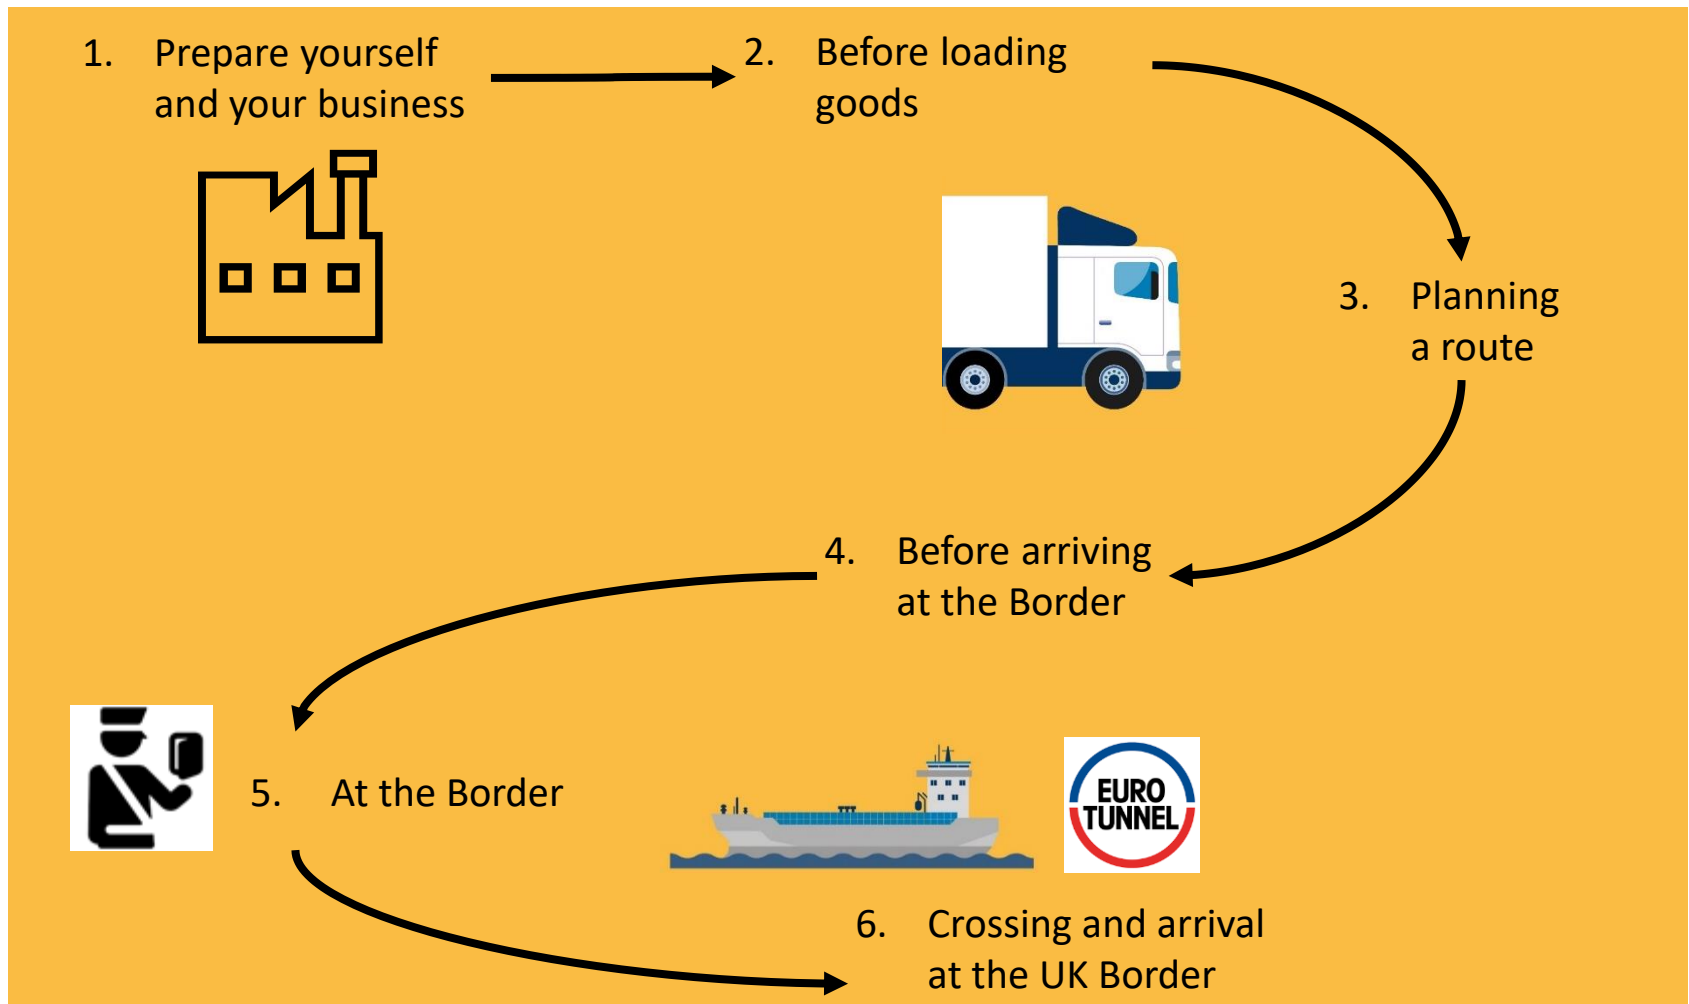 1. Prepare yourself
and your business
2. Before loading
goods
3. Planning
a route
4. Before arriving
at the Border
5. At the Border
EURO
TUNNEL
6. Crossing and arrival
at the UK Border